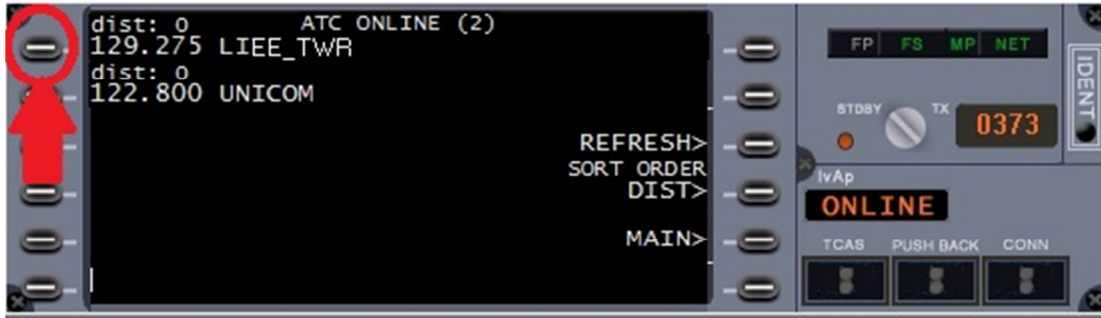 dist: 0 ATC ONLINE (2)
129.275 LIEE_TWR
dist: 0
122.800 UNICOM
REFRESH>
SORT ORDER
DIST>
MAIN>
FP FS MP NET
IDENT
STDBY TX
0373
IvAp
ONLINE
TCAS PUSH BACK CONN